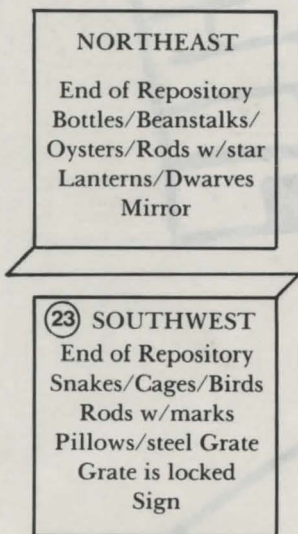 NORTHEAST
End of Repository
Bottles/Beanstalks/
Oysters/Rods w/star
Lanterns/Dwarves
Mirror
23 SOUTHWEST
End of Repository
Snakes/Cages/Birds
Rods w/marks
Pillows/steel Grate
Grate is locked
Sign